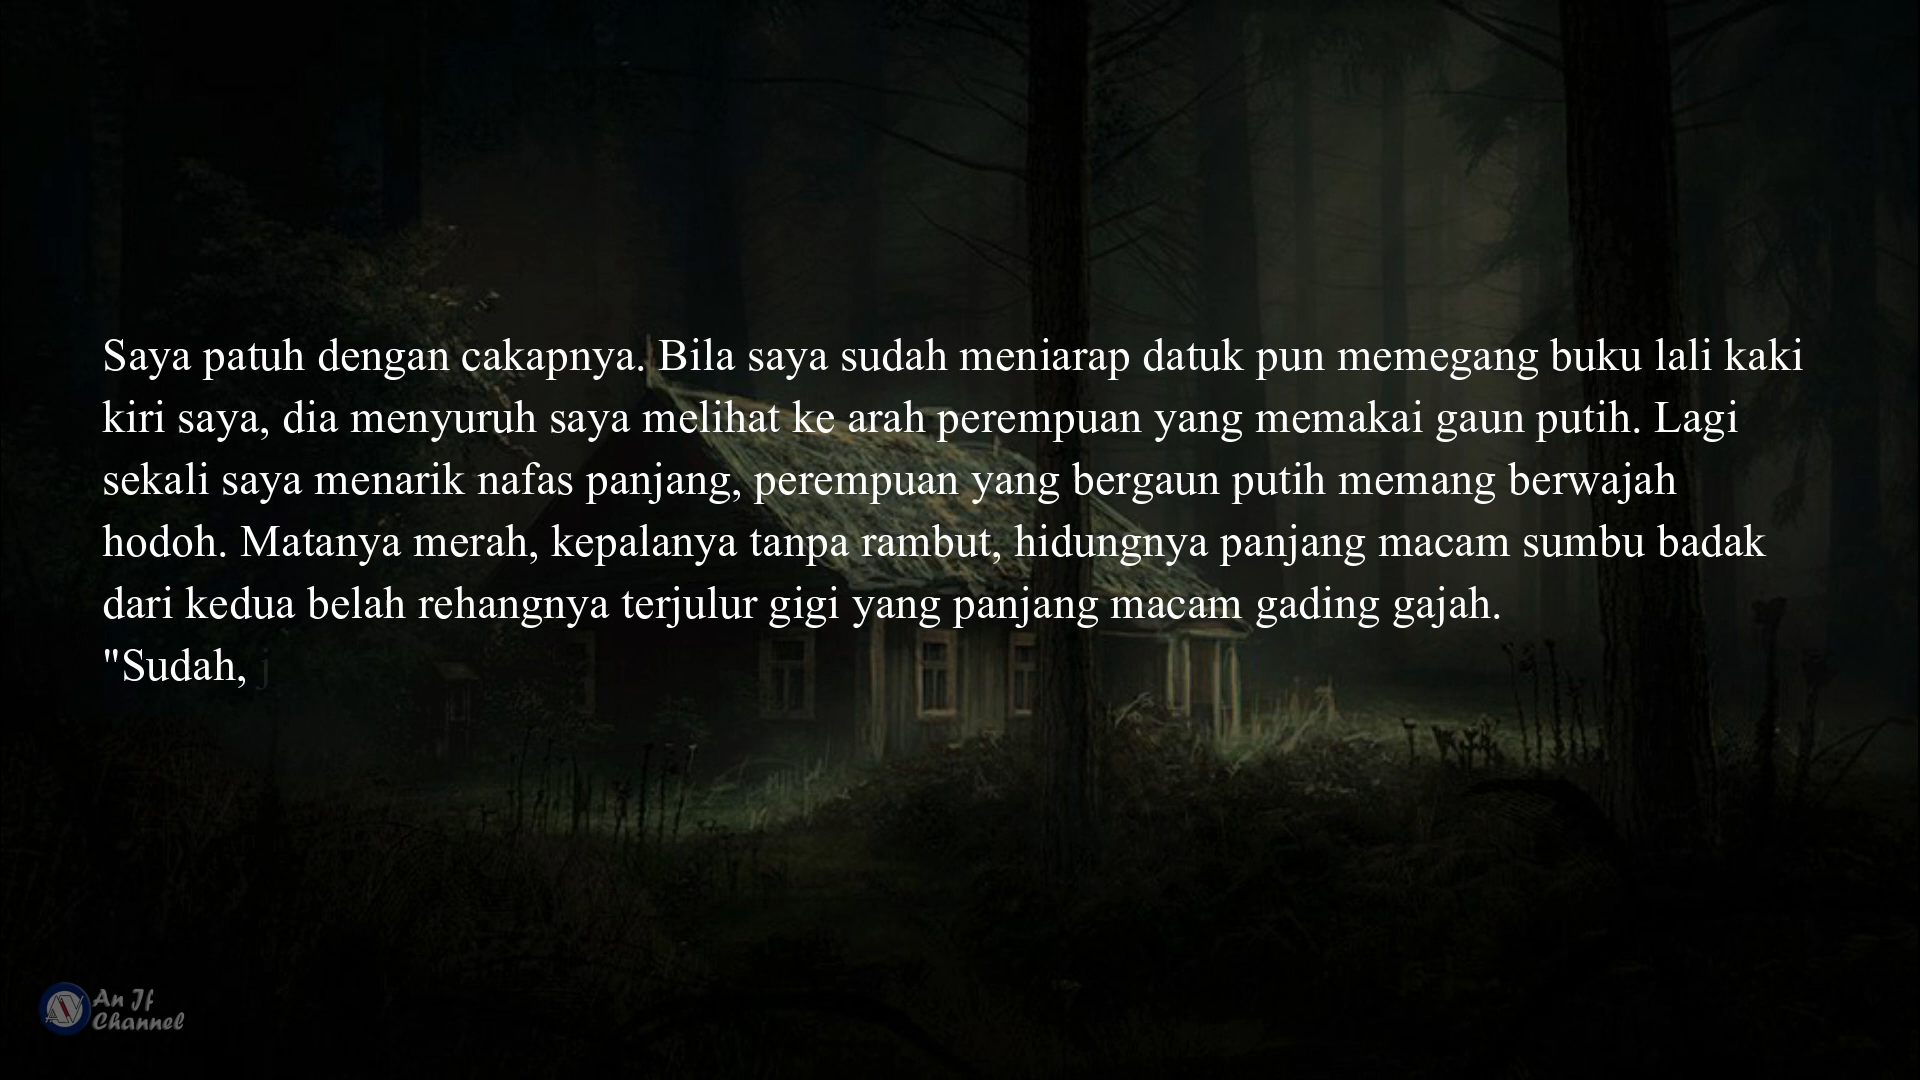 Saya patuh dengan cakapnya. Bila saya sudah meniarap datuk pun memegang buku lali kaki
kiri saya, dia menyuruh saya melihat ke arah perempuan yang memakai gaun putih. Lagi
sekali saya menarik nafas panjang, perempuan yang bergaun putih memang berwajah
hodoh. Matanya merah, kepalanya tanpa rambut, hidungnya panjang macam sumbu badak
dari kedua belah rehangnya terjulur gigi yang panjang macam gading gajah.
"Sudah, j
An If
Channel